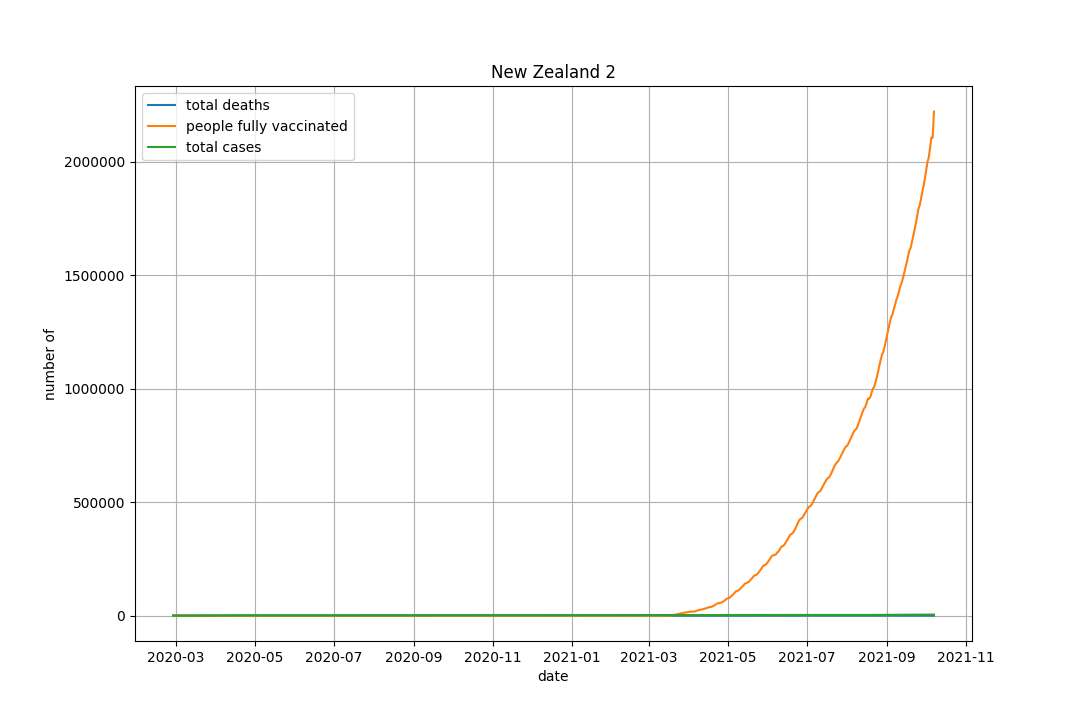 New Zealand 2
total deaths
people fully vaccinated
total cases
number of
2000000
1500000
1000000
500000
0
2020-03 2020-05 2020-07 2020-09 2020-11 2021-01 2021-03 2021-05 2021-07 2021-09 2021-11
date